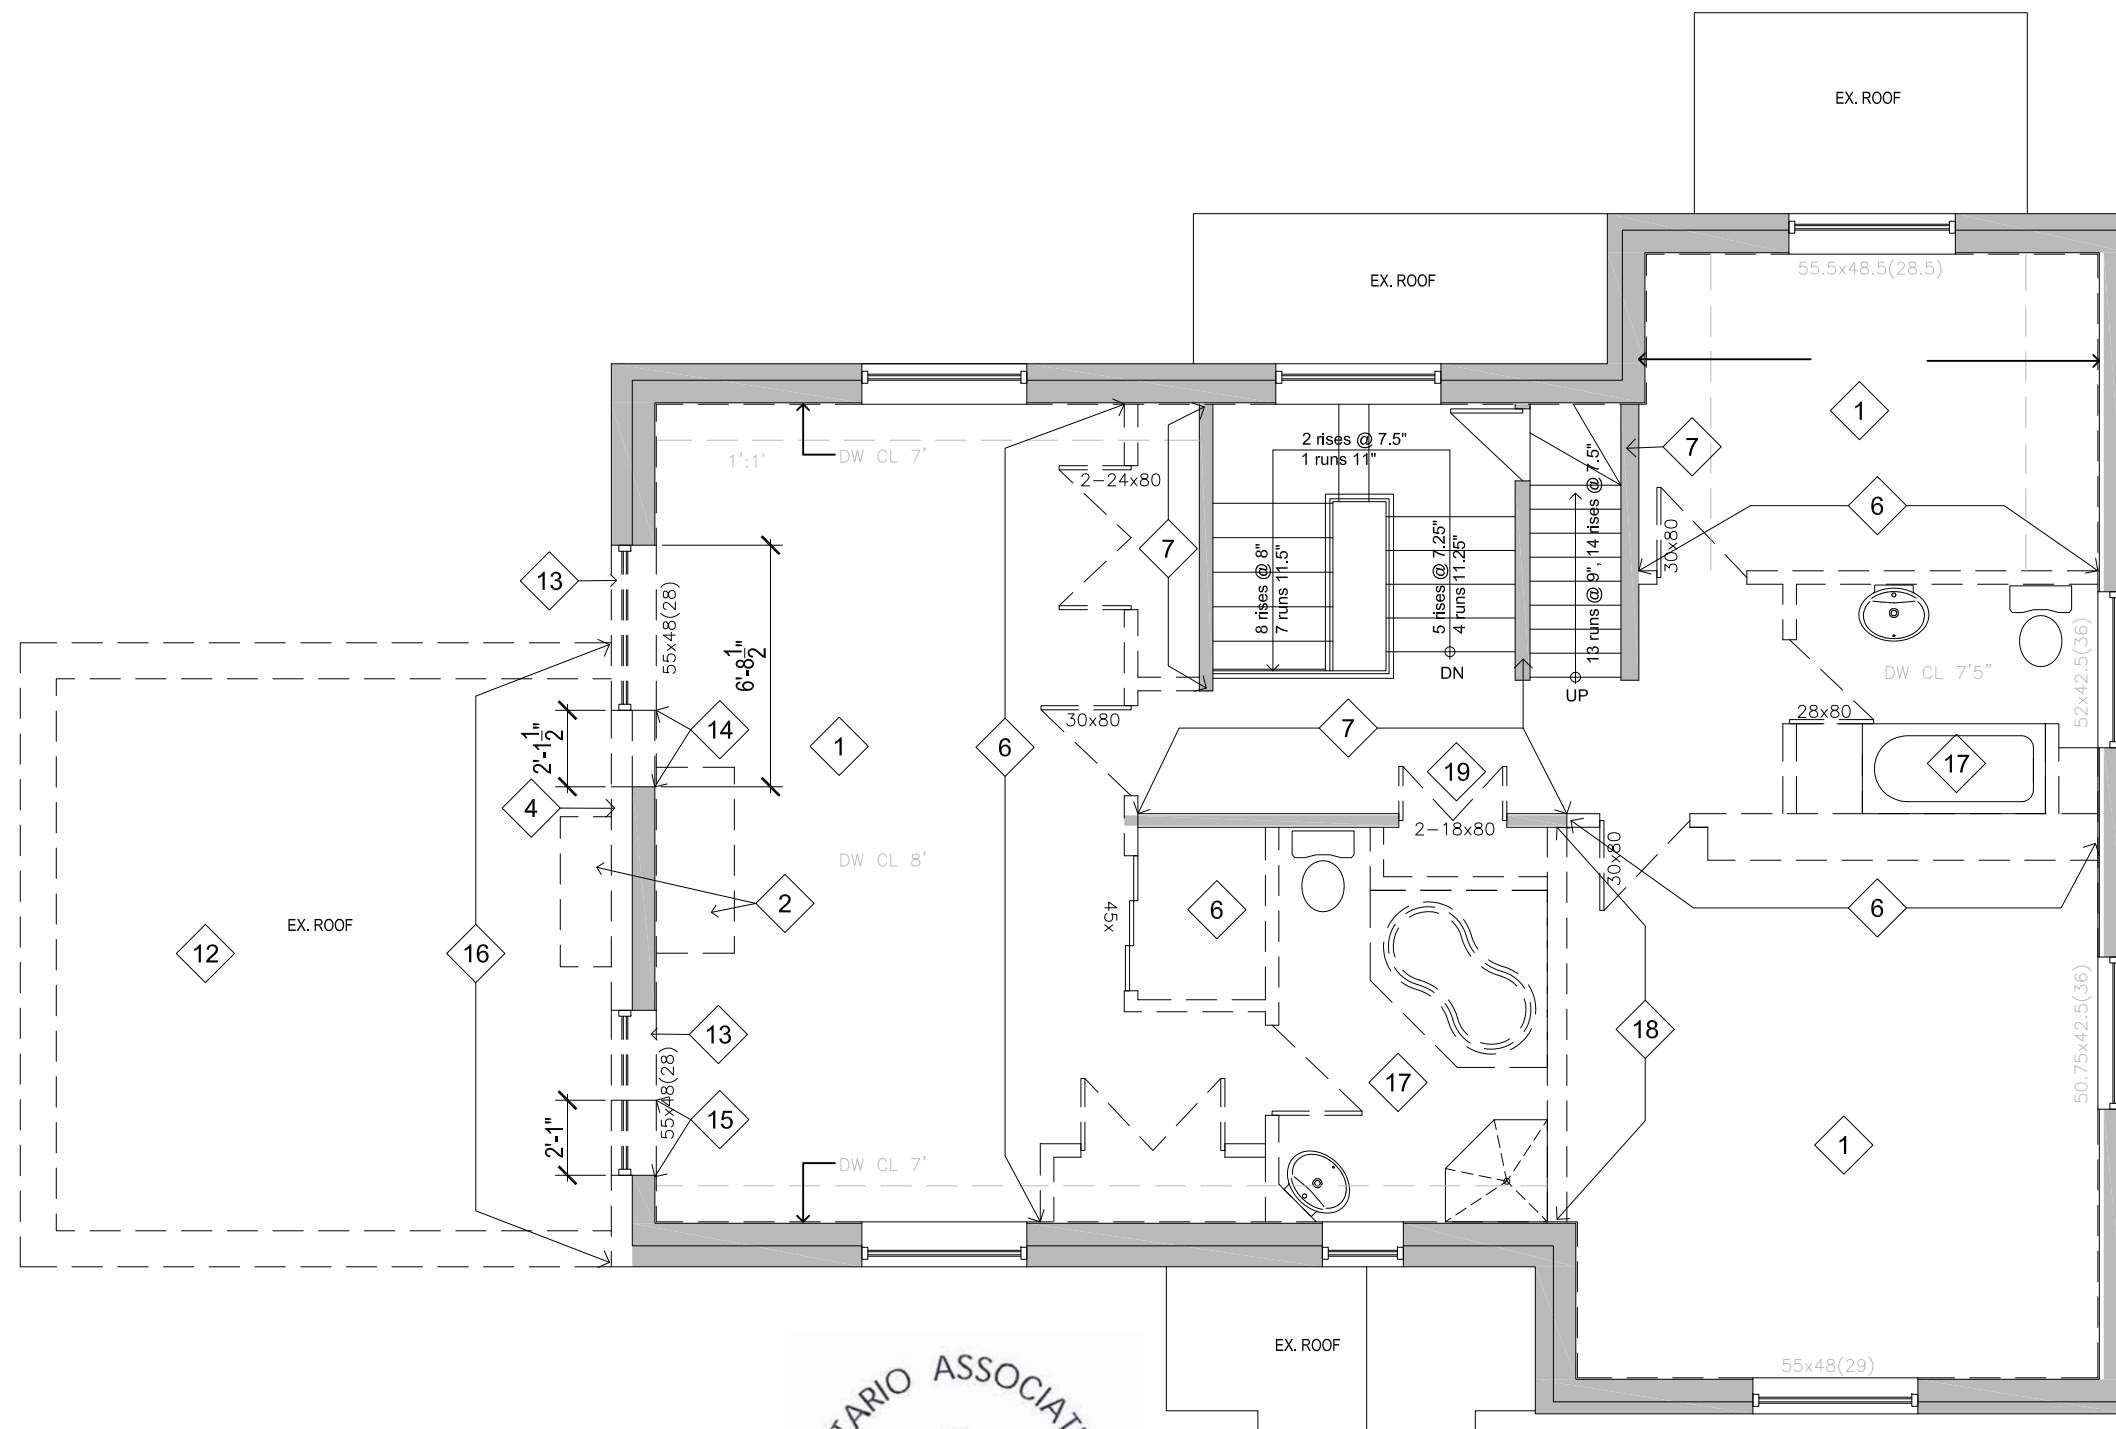 EX. ROOF
EX. ROOF
55.5x48.5(28.5)
1
1':1'
DW CL 7'
2-24x80
2 rises @ 7.5"
1 runs 11"
7
6
30x80
13
55x48(28)
6'-8 1/2"
7
8 rises @ 8"
7 runs 11.5"
5 rises @ 7.25"
4 runs 11.25"
13 runs @ 9", 14 rises @ 7.5"
DN
UP
DW CL 7'5"
52x42.5(36)
28x80
30x80
14
2'-1 1/2"
1
6
7
19
17
4
2-18x80
DW CL 8'
30x80
2
45x
6
6
EX. ROOF
12
16
13
55x48(28)
18
50.75x42.5(36)
17
15
2'-1"
1
DW CL 7'
EX. ROOF
55x48(29)
TARIO ASSOCIAT